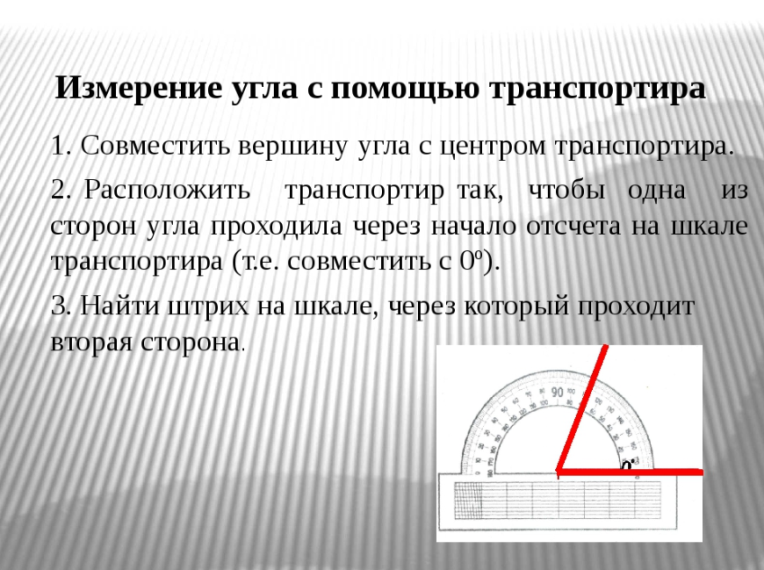 Измерение угла с помощью транспортира
1. Совместить вершину угла с центром транспортира.
2. Расположить транспортир так, чтобы одна из
сторон угла проходила через начало отсчета на шкале
транспортира (т.е. совместить с 0º).
3. Найти штрих на шкале, через который проходит
вторая сторона.
90
0º